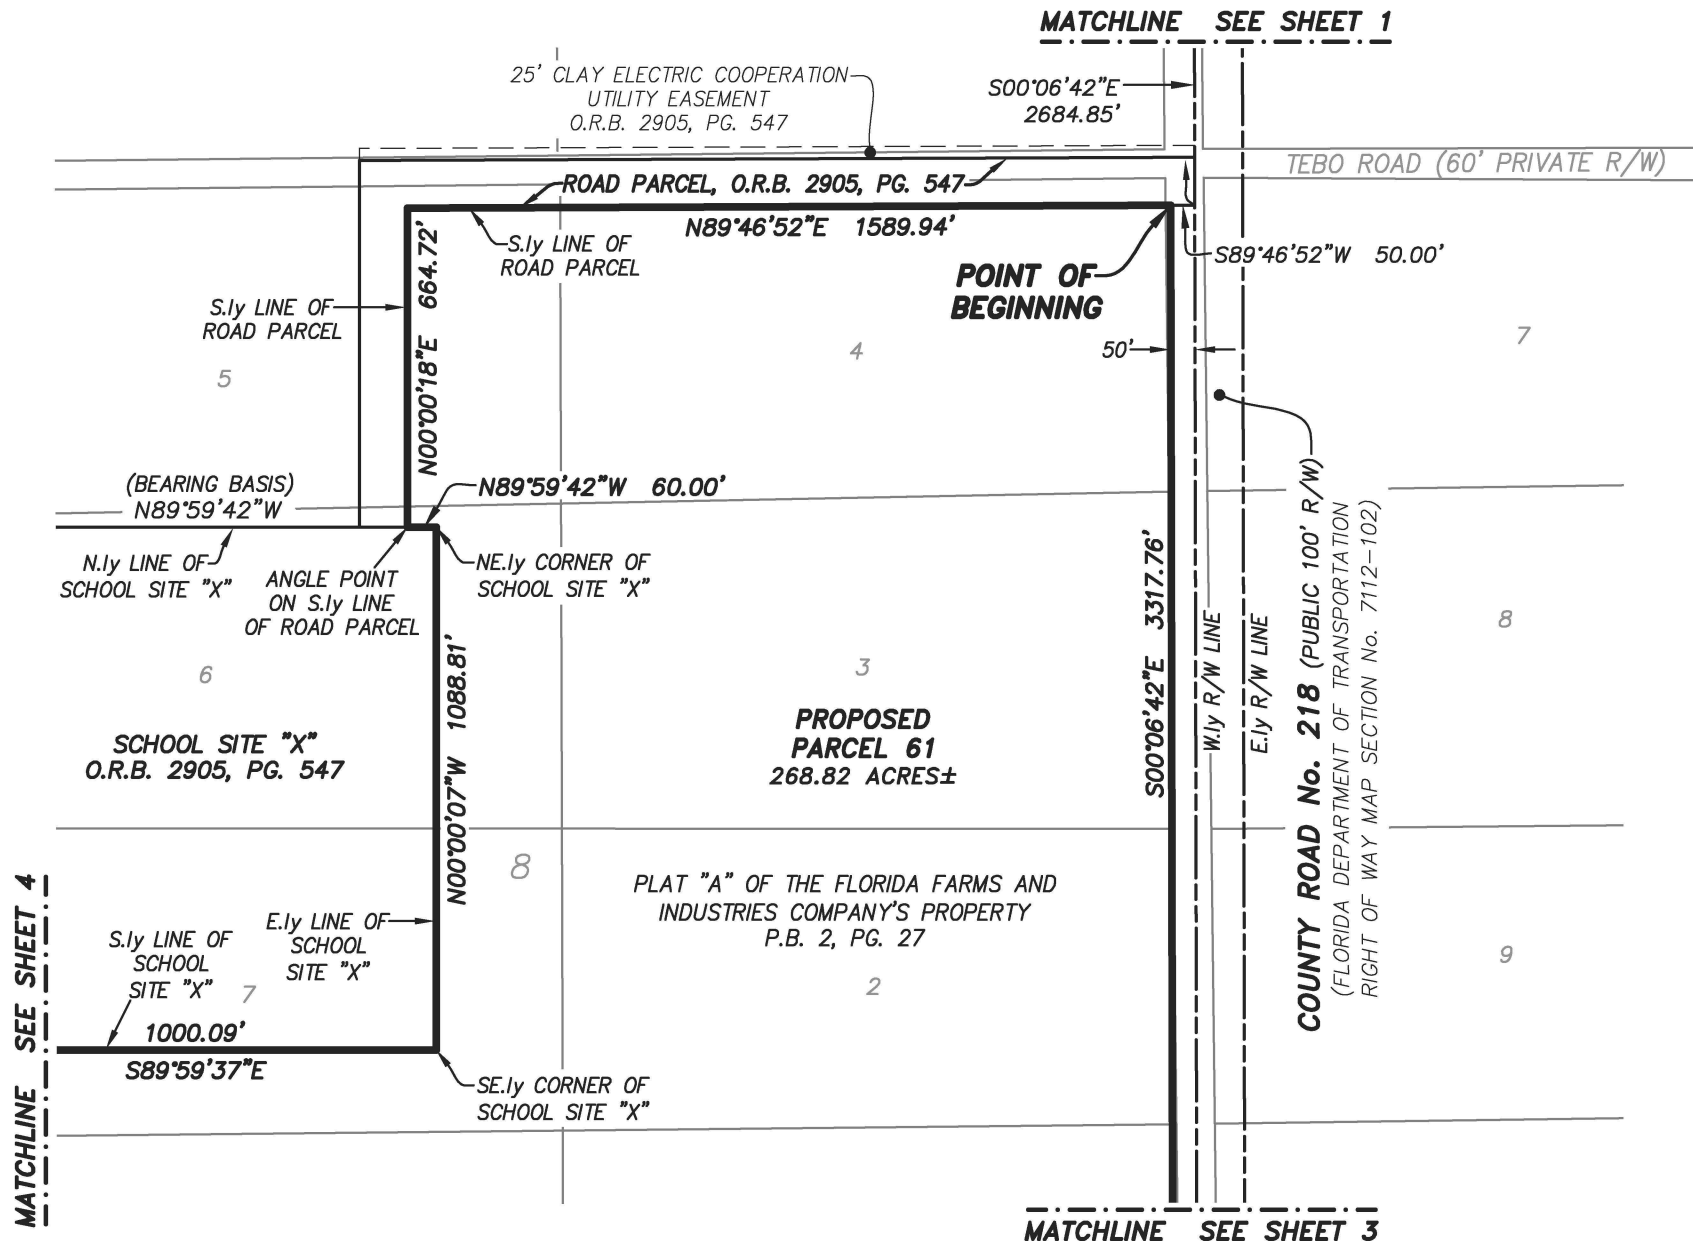 MATCHLINE SEE SHEET 1
25' CLAY ELECTRIC COOPERATION
UTILITY EASEMENT
O.R.B. 2905, PG. 547
S00°06'42"E
2684.85'
TEBO ROAD (60' PRIVATE R/W)
ROAD PARCEL, O.R.B. 2905, PG. 547
N89°46'52"E 1589.94'
S.ly LINE OF
ROAD PARCEL
S89°46'52"W 50.00'
POINT OF
BEGINNING
S.ly LINE OF
ROAD PARCEL
N00°00'18"E 664.72'
50'
4
7
5
(BEARING BASIS)
N89°59'42"W
N89°59'42"W 60.00'
N.ly LINE OF
SCHOOL SITE "X"
ANGLE POINT
ON S.ly LINE
OF ROAD PARCEL
NE.ly CORNER OF
SCHOOL SITE "X"
S00°06'42"E 3317.76'
W.ly R/W LINE
E.ly R/W LINE
COUNTY ROAD No. 218 (PUBLIC 100' R/W)
(FLORIDA DEPARTMENT OF TRANSPORTATION
RIGHT OF WAY MAP SECTION No. 7112-102)
8
6
3
SCHOOL SITE "X"
O.R.B. 2905, PG. 547
N00°00'07"W 1088.81'
PROPOSED
PARCEL 61
268.82 ACRES±
8
PLAT "A" OF THE FLORIDA FARMS AND
INDUSTRIES COMPANY'S PROPERTY
P.B. 2, PG. 27
2
9
MATCHLINE SEE SHEET 4
S.ly LINE OF
SCHOOL
SITE "X"
7
E.ly LINE OF
SCHOOL
SITE "X"
1000.09'
S89°59'37"E
SE.ly CORNER OF
SCHOOL SITE "X"
MATCHLINE SEE SHEET 3